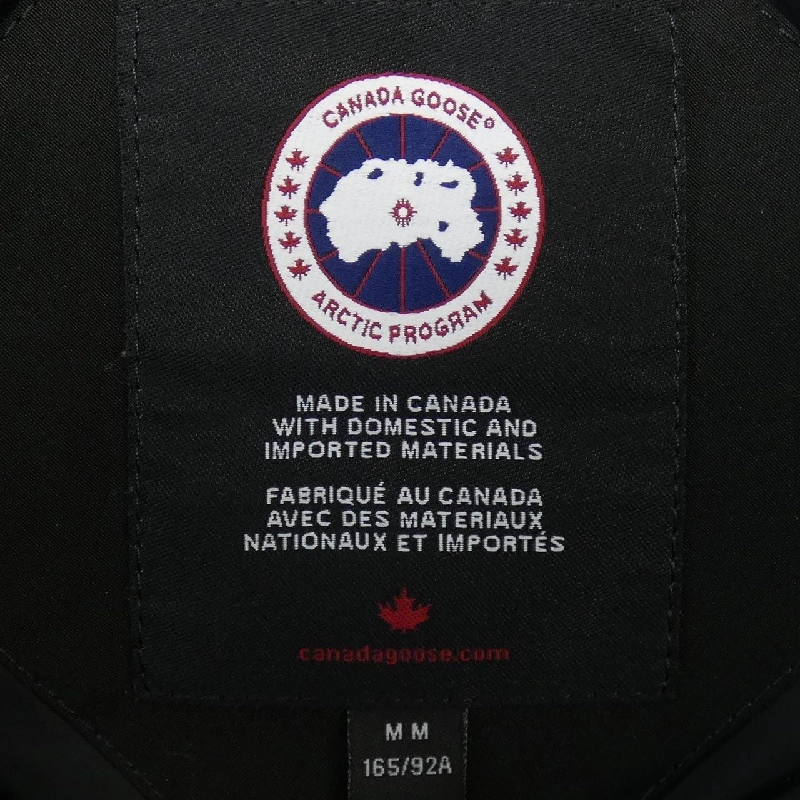 CANADA GOOSE®
ARCTIC PROGRAM
MADE IN CANADA
WITH DOMESTIC AND
IMPORTED MATERIALS
FABRIQUÉ AU CANADA
AVEC DES MATERIAUX
NATIONAUX ET IMPORTÉS
canadagoose.com
M M
165/92A